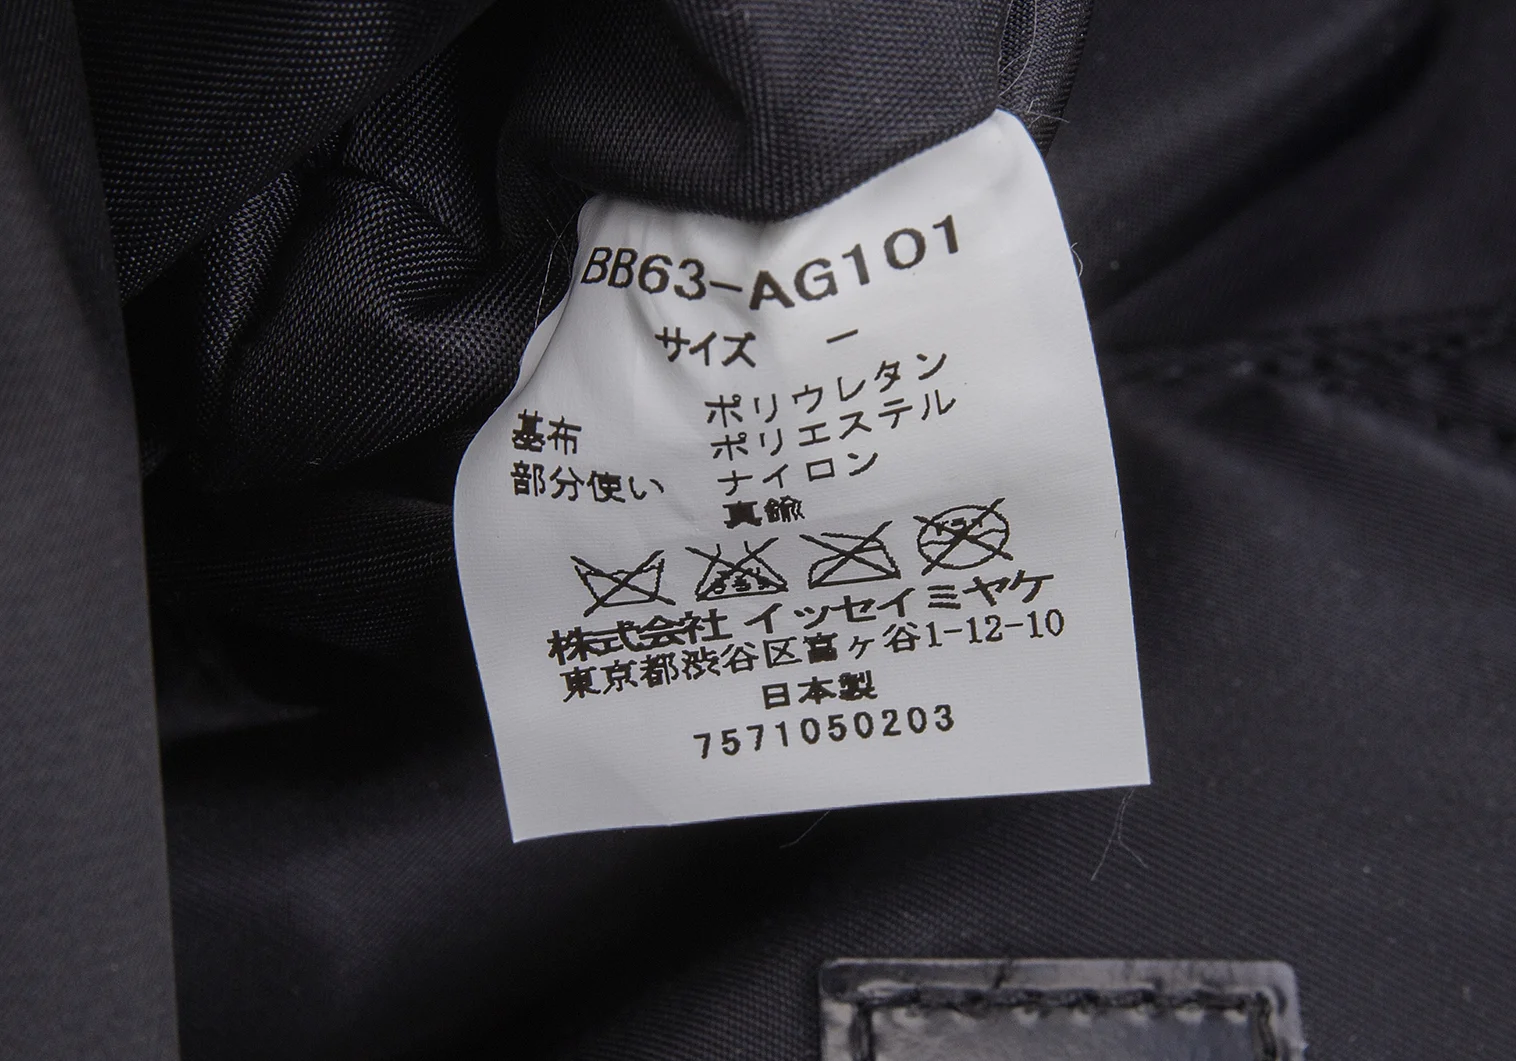 BB63-AG101
サイズ ー
ポリウレタン
基布 ポリエステル
部分使い ナイロン
真鍮
株式会社 イッセイミヤケ
東京都渋谷区富ヶ谷1-12-10
日本製
7571050203